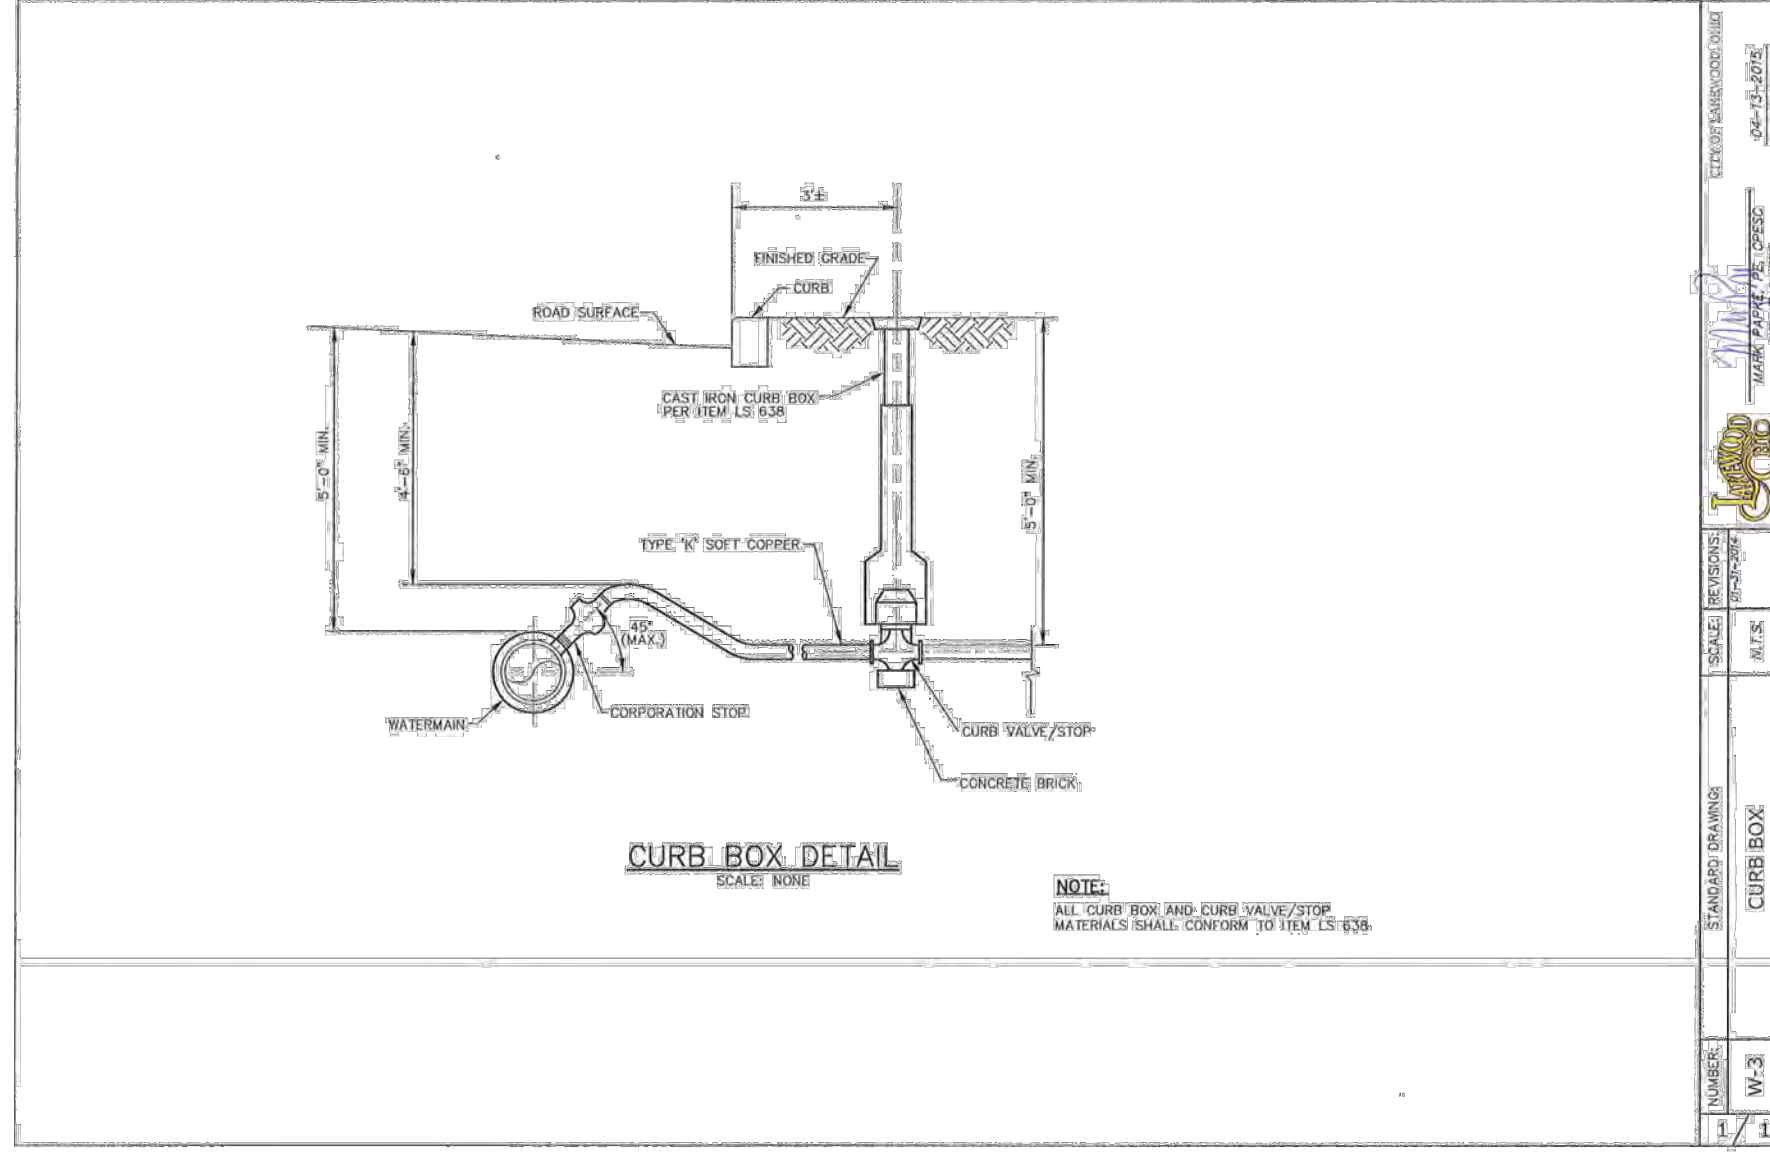 3'±
FINISHED GRADE
CURB
ROAD SURFACE
CAST IRON CURB BOX
PER ITEM LS 638
5'-0" MIN.
4'-6" MIN.
5'-0" MIN.
TYPE 'K' SOFT COPPER
45°
(MAX.)
WATERMAIN
CORPORATION STOP
CURB VALVE/STOP
CONCRETE BRICK
CURB BOX DETAIL
SCALE: NONE
NOTE:
ALL CURB BOX AND CURB VALVE/STOP
MATERIALS SHALL CONFORM TO ITEM LS 638.
CITY OF LAKEWOOD OHIO
04-13-2015
MARK PAPKE, PE, CPESC
LAKEWOOD
OHIO
REVISIONS:
01-31-2014
SCALE:
N.T.S.
STANDARD DRAWING:
CURB BOX
NUMBER:
W-3
1/1